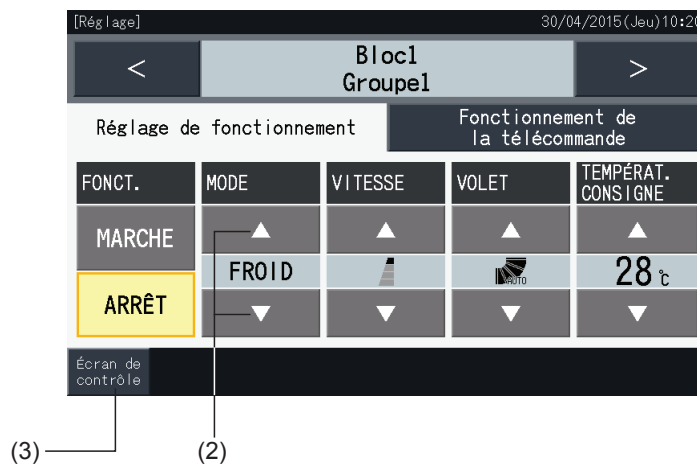 [Réglage]
30/04/2015(Jeu)10:20
<
Bloc1
Groupe1
>
Réglage de fonctionnement
Fonctionnement de
la télécommande
FONCT.
MODE
VITESSE
VOLET
TEMPÉRAT.
CONSIGNE
MARCHE
FROID
AUTO
28 °C
ARRÊT
Écran de
contrôle
(3)
(2)